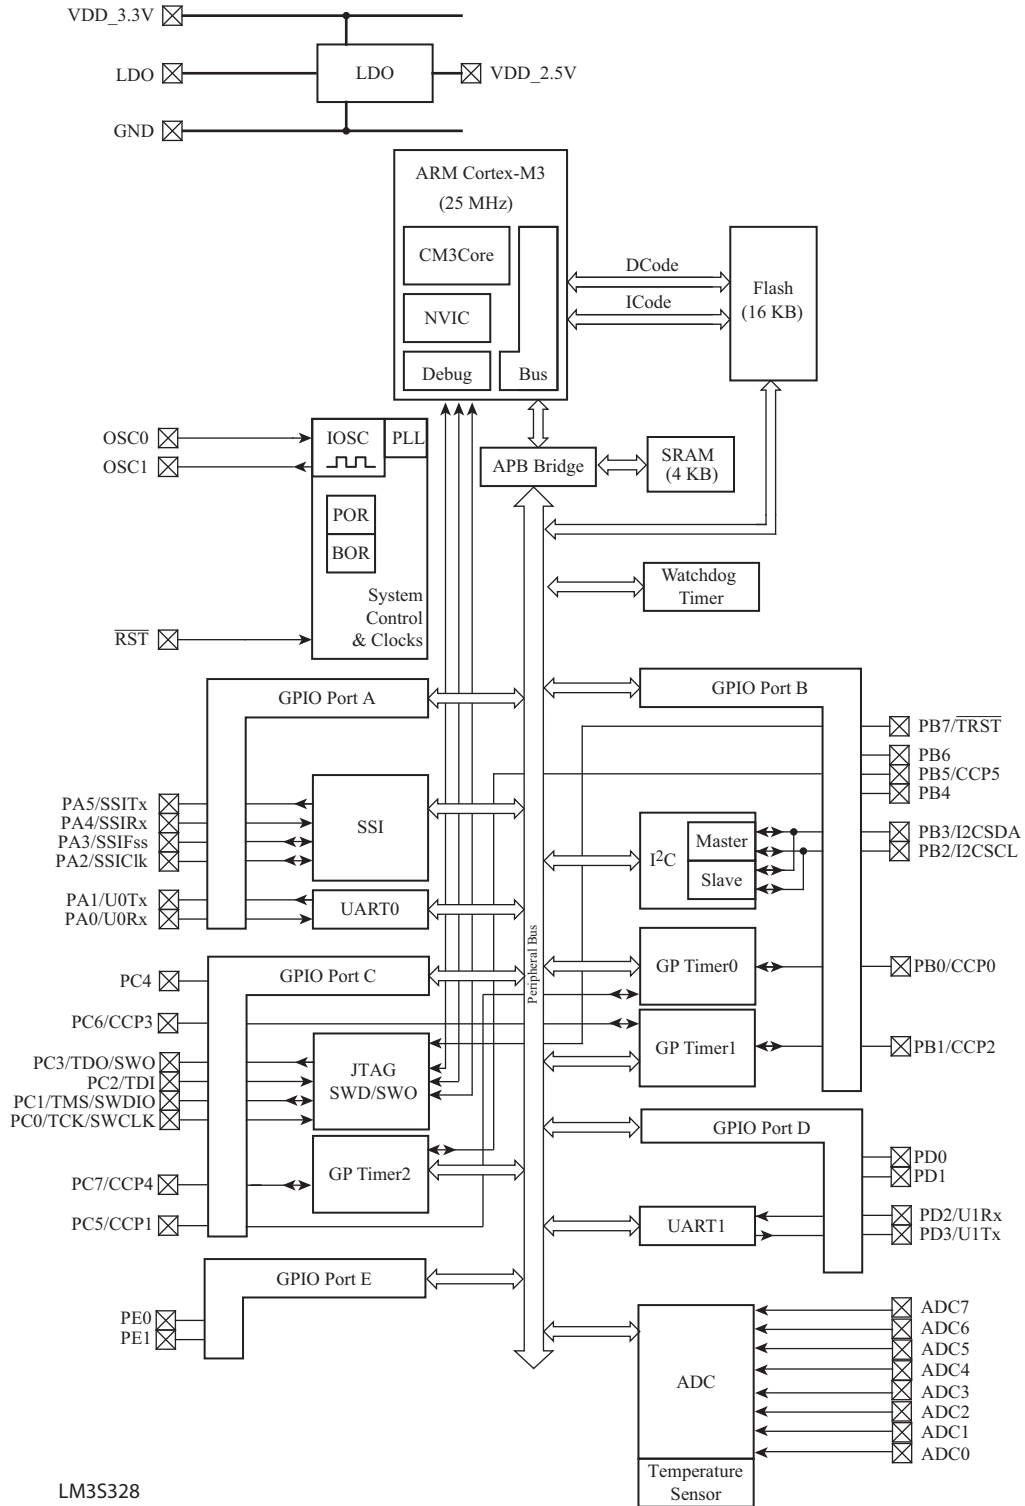 VDD_3.3V
LDO
LDO
VDD_2.5V
GND
ARM Cortex-M3
(25 MHz)
CM3Core
NVIC
Debug
Bus
DCode
ICode
Flash
(16 KB)
OSC0
OSC1
IOSC
PLL
POR
BOR
System
Control
& Clocks
RST
APB Bridge
SRAM
(4 KB)
Watchdog
Timer
GPIO Port A
PA5/SSITx
PA4/SSIRx
PA3/SSIFss
PA2/SSIClk
SSI
PA1/U0Tx
PA0/U0Rx
UART0
GPIO Port B
PB7/TRST
PB6
PB5/CCP5
PB4
PB3/I2CSDA
PB2/I2CSCL
I2C
Master
Slave
GP Timer0
PB0/CCP0
GP Timer1
PB1/CCP2
Peripheral Bus
GPIO Port C
PC4
PC6/CCP3
PC3/TDO/SWO
PC2/TDI
PC1/TMS/SWDIO
PC0/TCK/SWCLK
JTAG
SWD/SWO
GP Timer2
PC7/CCP4
PC5/CCP1
GPIO Port D
PD0
PD1
UART1
PD2/U1Rx
PD3/U1Tx
GPIO Port E
PE0
PE1
ADC
ADC7
ADC6
ADC5
ADC4
ADC3
ADC2
ADC1
ADC0
Temperature
Sensor
LM3S328